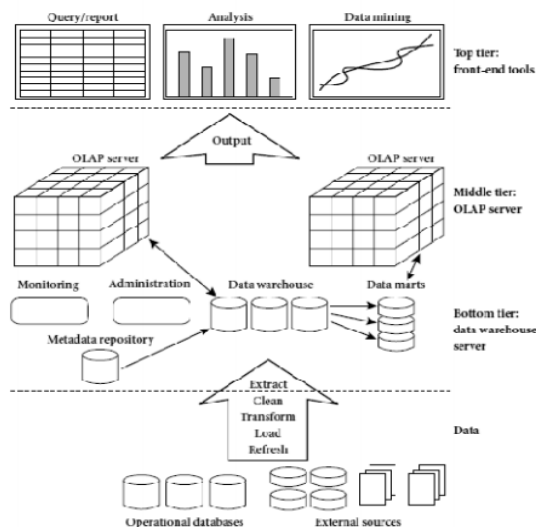 Query/report
Analysis
Data mining
Top tier:
front-end tools
Output
OLAP server
OLAP server
Middle tier:
OLAP server
Monitoring
Administration
Data warehouse
Data marts
Bottom tier:
data warehouse
server
Metadata repository
Extract
Clean
Transform
Load
Refresh
Data
Operational databases
External sources